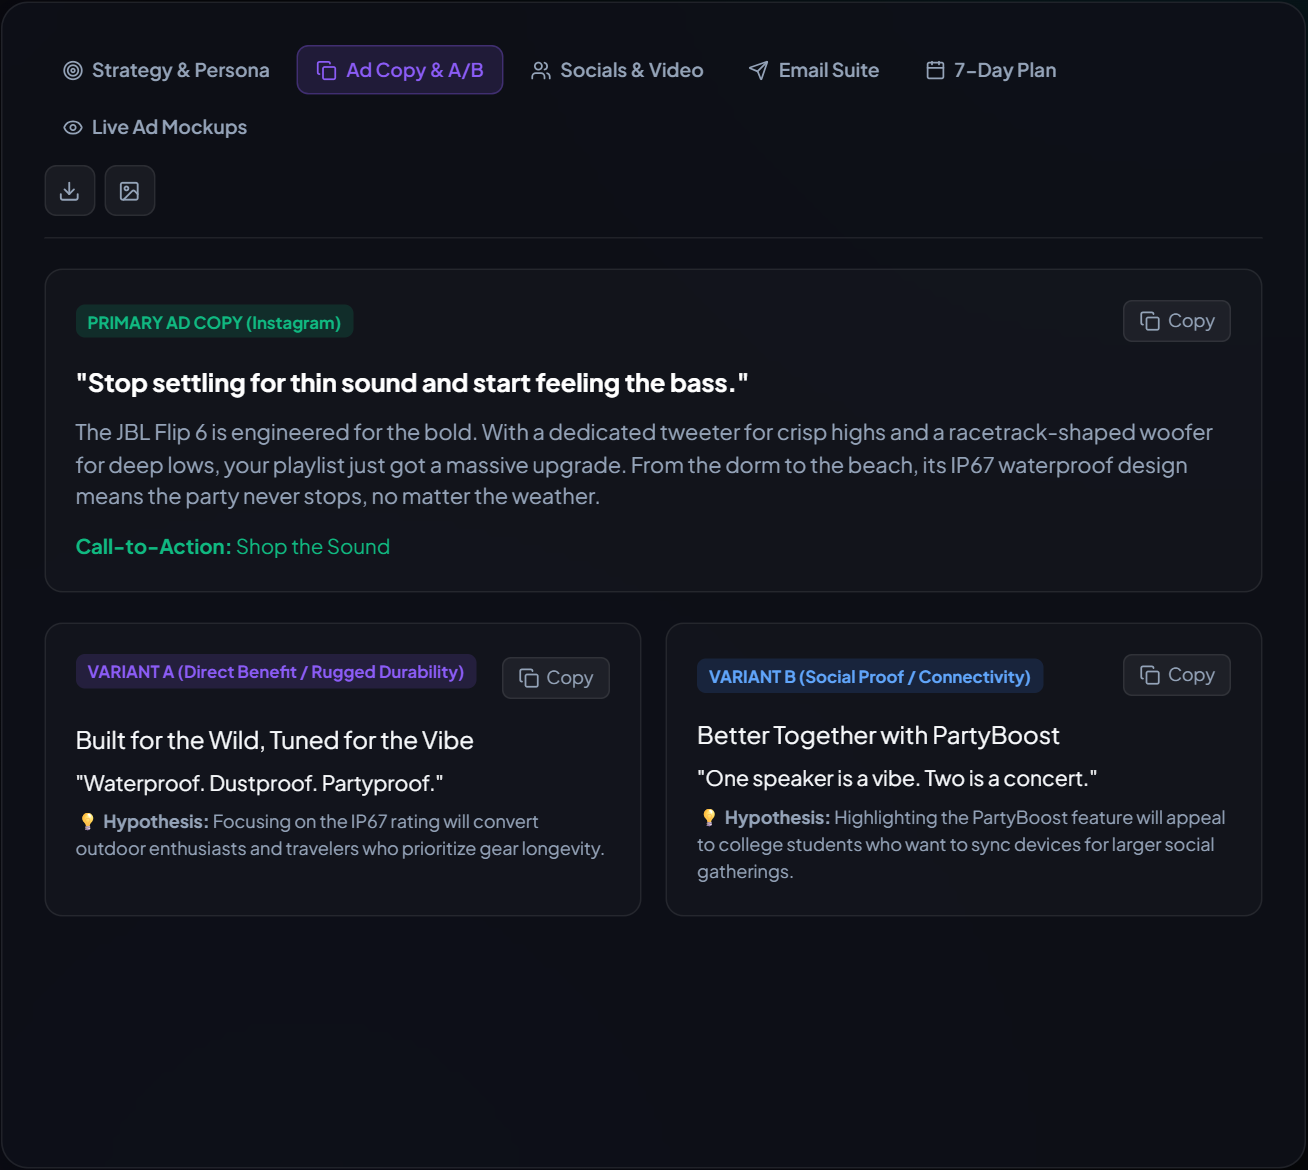 Strategy & Persona
Ad Copy & A/B
Socials & Video
Email Suite
7-Day Plan
Live Ad Mockups
PRIMARY AD COPY (Instagram)
Copy
"Stop settling for thin sound and start feeling the bass."
The JBL Flip 6 is engineered for the bold. With a dedicated tweeter for crisp highs and a racetrack-shaped woofer
for deep lows, your playlist just got a massive upgrade. From the dorm to the beach, its IP67 waterproof design
means the party never stops, no matter the weather.
Call-to-Action: Shop the Sound
VARIANT A (Direct Benefit / Rugged Durability)
Copy
Built for the Wild, Tuned for the Vibe
"Waterproof. Dustproof. Partyproof."
💡 Hypothesis: Focusing on the IP67 rating will convert
outdoor enthusiasts and travelers who prioritize gear longevity.
VARIANT B (Social Proof / Connectivity)
Copy
Better Together with PartyBoost
"One speaker is a vibe. Two is a concert."
💡 Hypothesis: Highlighting the PartyBoost feature will appeal
to college students who want to sync devices for larger social
gatherings.